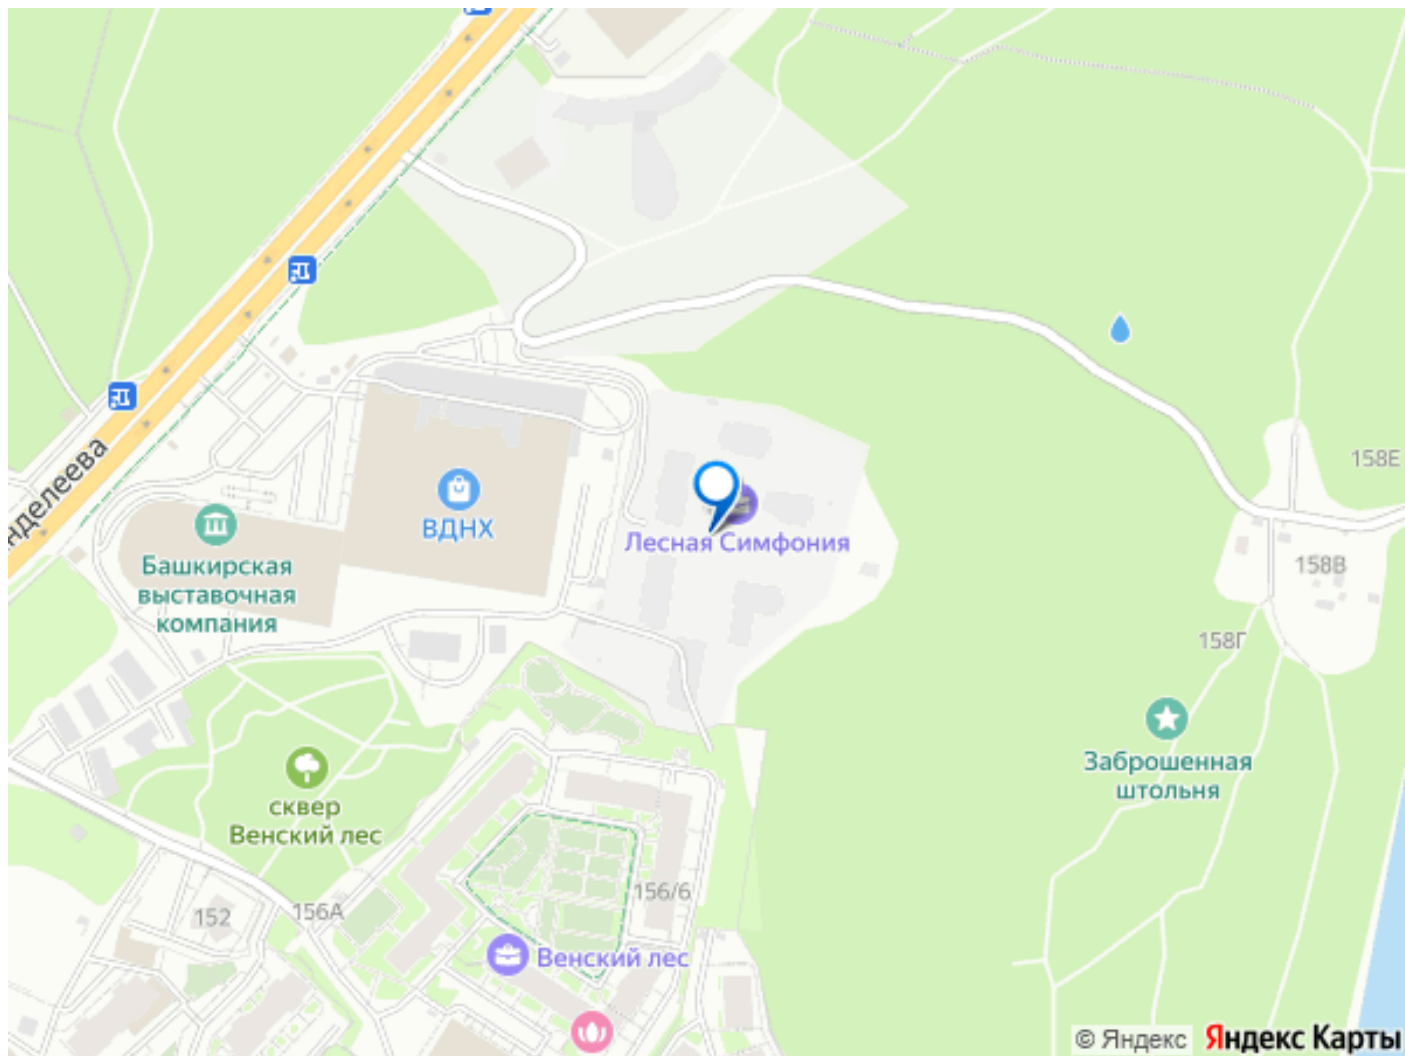 нделеева
158Е
ВДНХ
Лесная Симфония
Башкирская
выставочная
компания
158В
158Г
Заброшенная
штольня
сквер
Венский лес
156/6
152
156А
Венский лес
© Яндекс Яндекс Карты